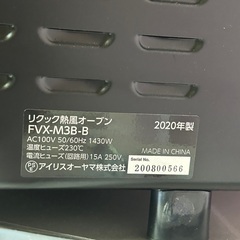 リクック熱風オーブン 2020年製
FVX-M3B-B MADE IN CHINA
AC100V 50/60Hz 1430W
温度ヒューズ230℃
電流ヒューズ(回路用)15A 250V
Serial No. 200800566
アイリスオーヤマ株式会社